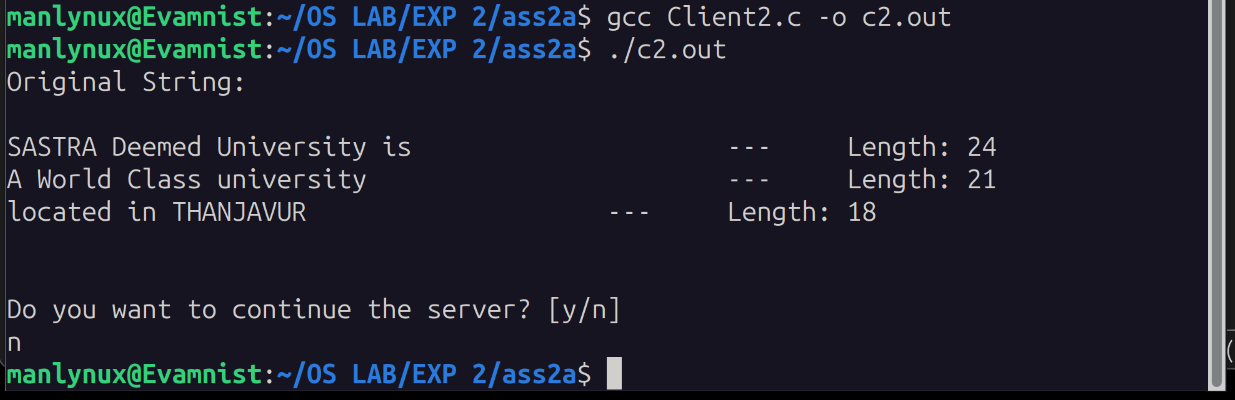 manlynux@Evamnist:~/OS LAB/EXP 2/ass2a$ gcc Client2.c -o c2.out
manlynux@Evamnist:~/OS LAB/EXP 2/ass2a$ ./c2.out
Original String:
SASTRA Deemed University is --- Length: 24
A World Class university --- Length: 21
located in THANJAVUR --- Length: 18
Do you want to continue the server? [y/n]
n
manlynux@Evamnist:~/OS LAB/EXP 2/ass2a$
(